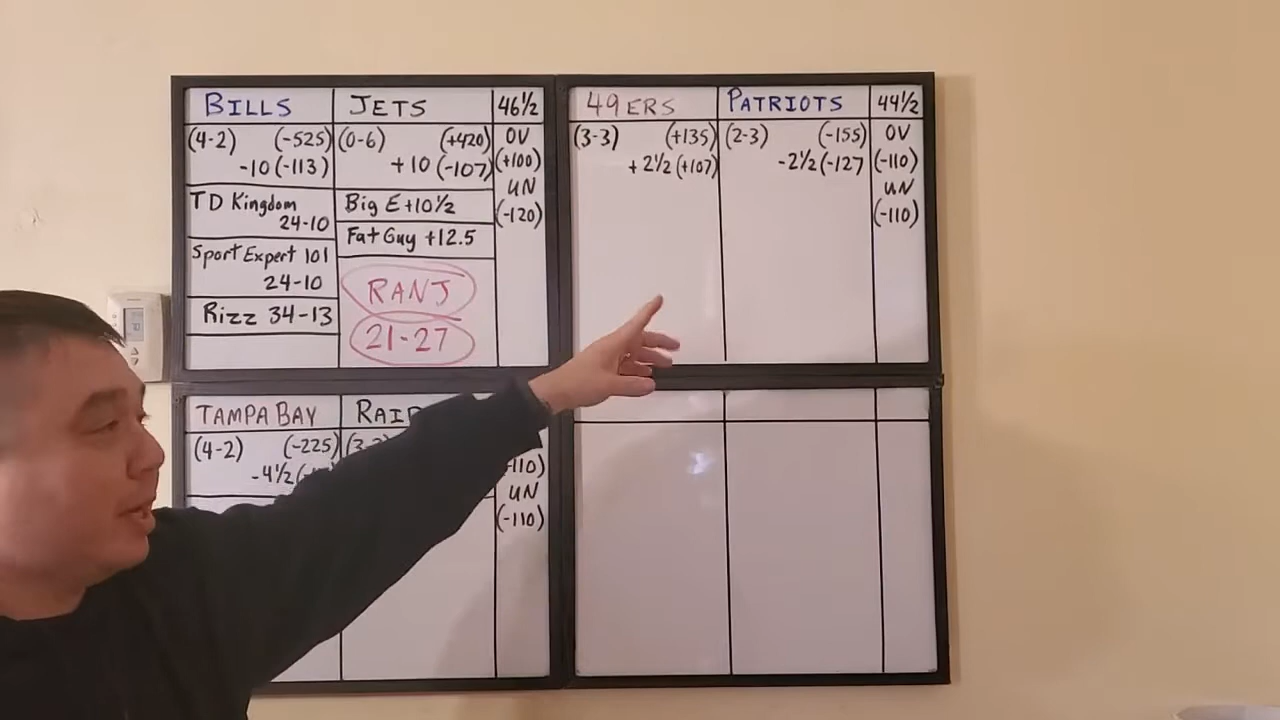 BILLS JETS 46½
(4-2) (-525) (0-6) (+420) OV
-10 (-113) +10 (-107) (+100)
UN
TD Kingdom Big E +10½ (-120)
24-10
Fat Guy +12.5
Sport Expert 101
24-10 RANJ
Rizz 34-13
21-27
49ERS PATRIOTS 44½
(3-3) (+135) (2-3) (-155) OV
+2½ (+107) -2½ (-127 (-110)
UN
(-110)
TAMPA BAY
(4-2) (-225)
-4½
UN
(-110)